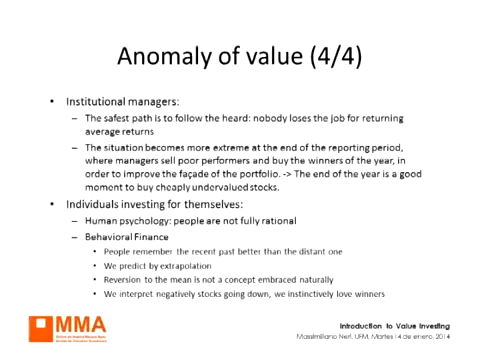 Anomaly of value (4/4)
• Institutional managers:
– The safest path is to follow the heard: nobody loses the job for returning
average returns
– The situation becomes more extreme at the end of the reporting period,
where managers sell poor performers and buy the winners of the year, in
order to improve the façade of the portfolio. -> The end of the year is a good
moment to buy cheaply undervalued stocks.
• Individuals investing for themselves:
– Human psychology: people are not fully rational
– Behavioral Finance
• People remember the recent past better than the distant one
• We predict by extrapolation
• Reversion to the mean is not a concept embraced naturally
• We interpret negatively stocks going down, we instinctively love winners
MMA
Introduction to Value Investing
Massimiliano Neri, UFM, Martes 14 de enero, 2014